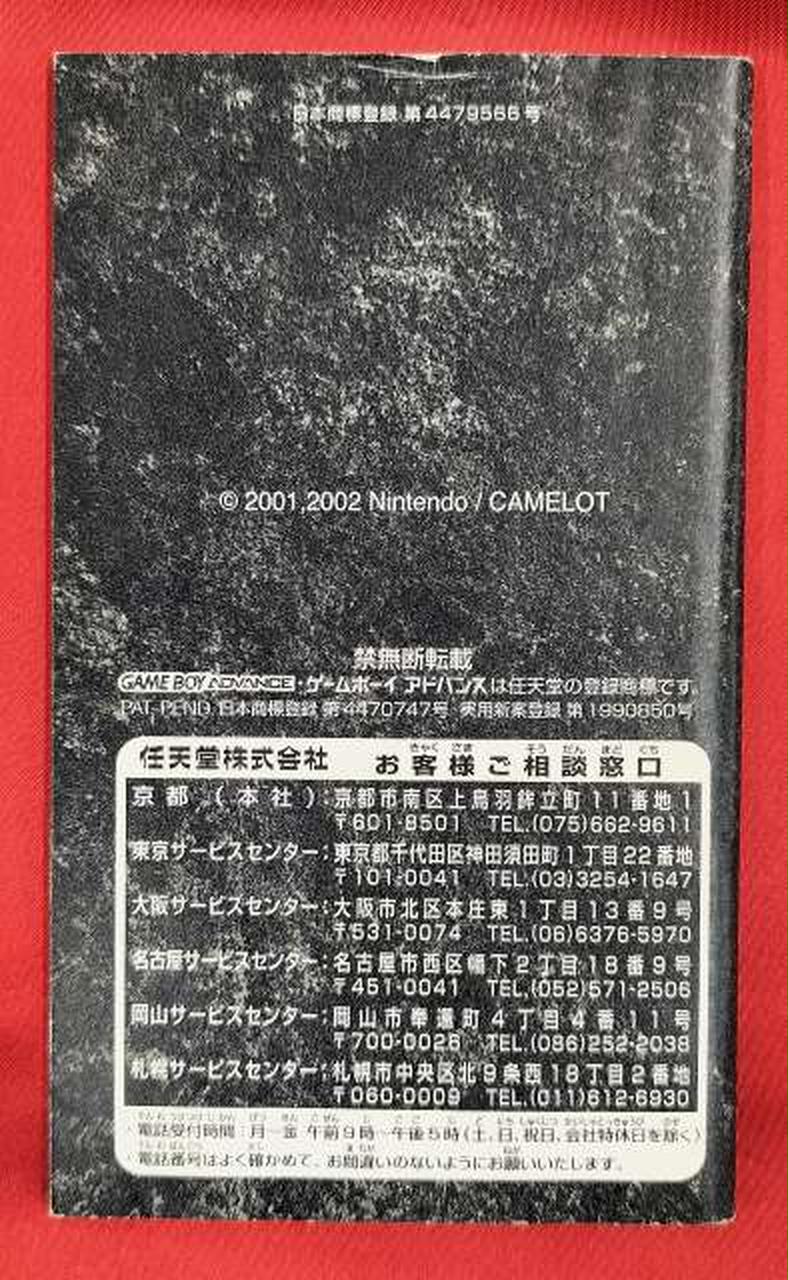 日本商標登録 第4479566号
© 2001,2002 Nintendo / CAMELOT
禁無断転載
GAME BOY ADVANCE・ゲームボーイ アドバンスは任天堂の登録商標です。
PAT. PEND. 日本商標登録 第4470747号 実用新案登録 第1990850号
きゃく さま そう だん まど ぐち
任天堂株式会社 お客様ご相談窓口
京都(本社):京都市南区上鳥羽鉾立町11番地1
〒601-8501 TEL.(075)662-9611
東京サービスセンター:東京都千代田区神田須田町1丁目22番地
〒101-0041 TEL.(03)3254-1647
大阪サービスセンター:大阪市北区本庄東1丁目13番9号
〒531-0074 TEL.(06)6376-5970
名古屋サービスセンター:名古屋市西区幅下2丁目18番9号
〒451-0041 TEL.(052)571-2506
岡山サービスセンター:岡山市奉還町4丁目4番11号
〒700-0026 TEL.(086)252-2038
札幌サービスセンター:札幌市中央区北9条西18丁目2番地
〒060-0009 TEL.(011)612-6930
・電話受付時間:月〜金 午前9時〜午後5時(土、日、祝日、会社特休日を除く)
・電話番号はよく確かめて、お間違いのないようにお願いいたします。